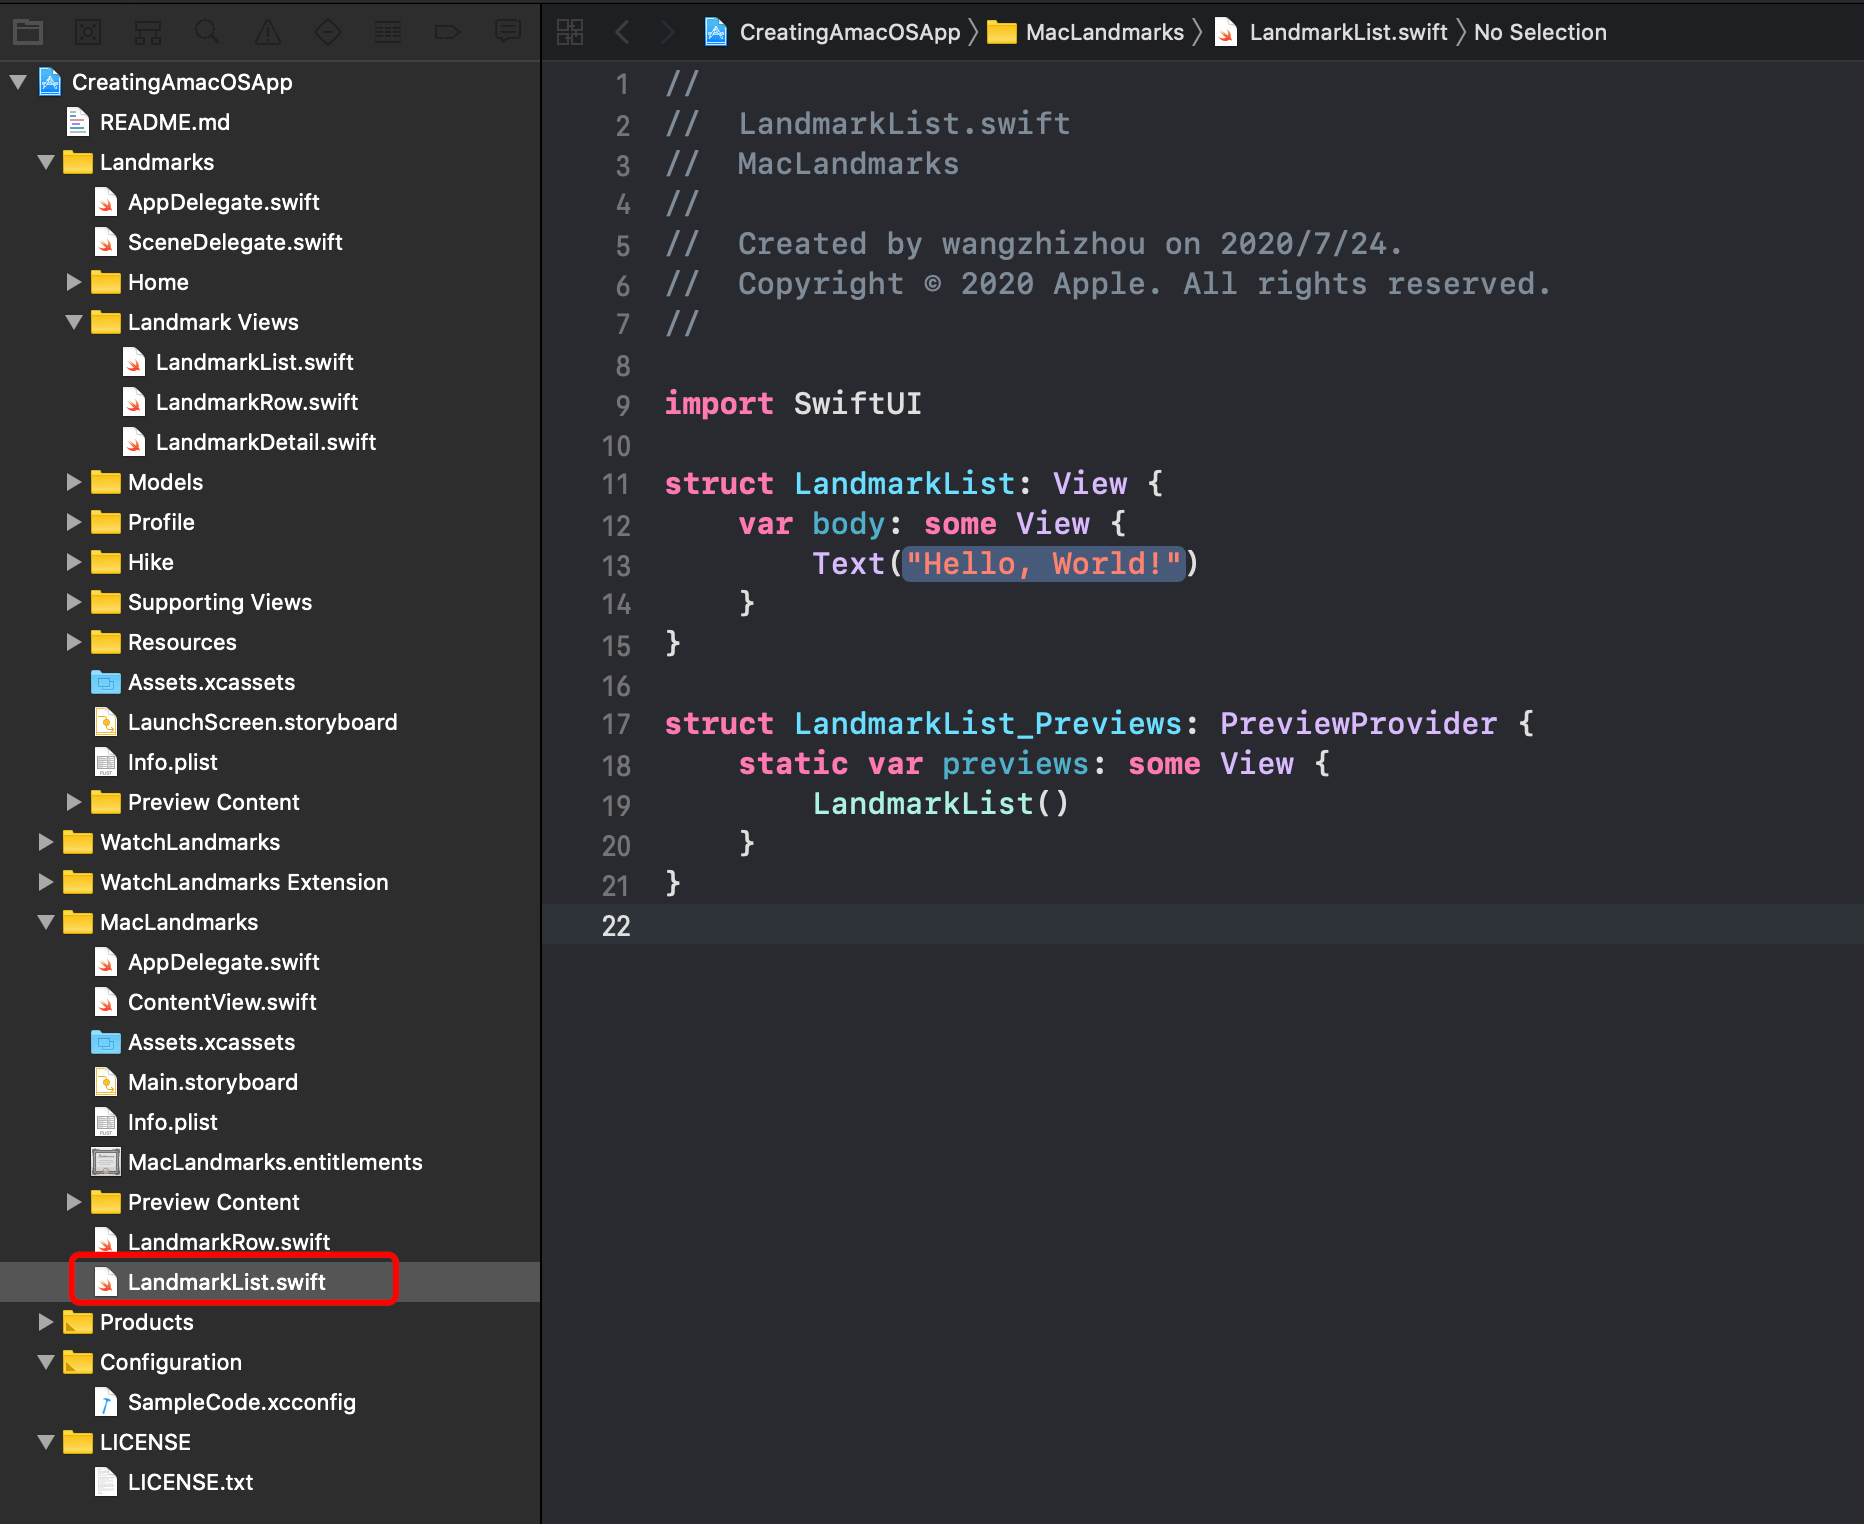 CreatingAmacOSApp
README.md
Landmarks
AppDelegate.swift
SceneDelegate.swift
Home
Landmark Views
LandmarkList.swift
LandmarkRow.swift
LandmarkDetail.swift
Models
Profile
Hike
Supporting Views
Resources
Assets.xcassets
LaunchScreen.storyboard
Info.plist
Preview Content
WatchLandmarks
WatchLandmarks Extension
MacLandmarks
AppDelegate.swift
ContentView.swift
Assets.xcassets
Main.storyboard
Info.plist
MacLandmarks.entitlements
Preview Content
LandmarkRow.swift
LandmarkList.swift
Products
Configuration
SampleCode.xcconfig
LICENSE
LICENSE.txt
CreatingAmacOSApp 〉 MacLandmarks 〉 LandmarkList.swift 〉 No Selection
1 //
2 //  LandmarkList.swift
3 //  MacLandmarks
4 //
5 //  Created by wangzhizhou on 2020/7/24.
6 //  Copyright © 2020 Apple. All rights reserved.
7 //
8
9 import SwiftUI
10
11 struct LandmarkList: View {
12     var body: some View {
13         Text("Hello, World!")
14     }
15 }
16
17 struct LandmarkList_Previews: PreviewProvider {
18     static var previews: some View {
19         LandmarkList()
20     }
21 }
22